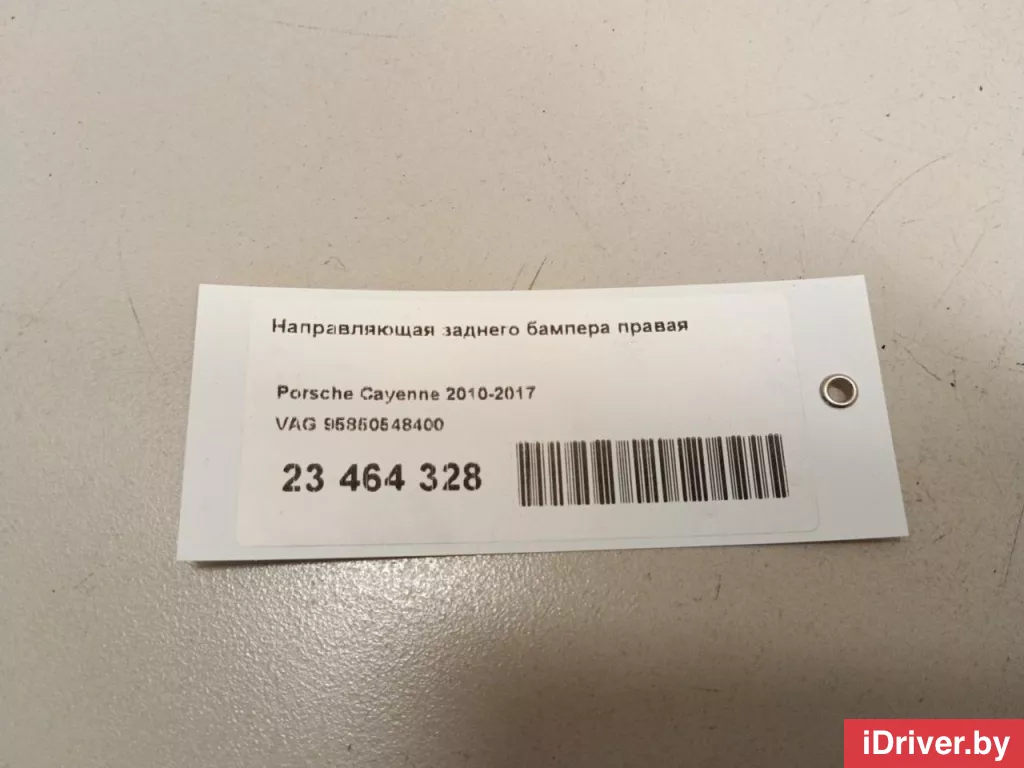 Направляющая заднего бампера правая
Porsche Cayenne 2010-2017
VAG 95850548400
23 464 328
iDriver.by